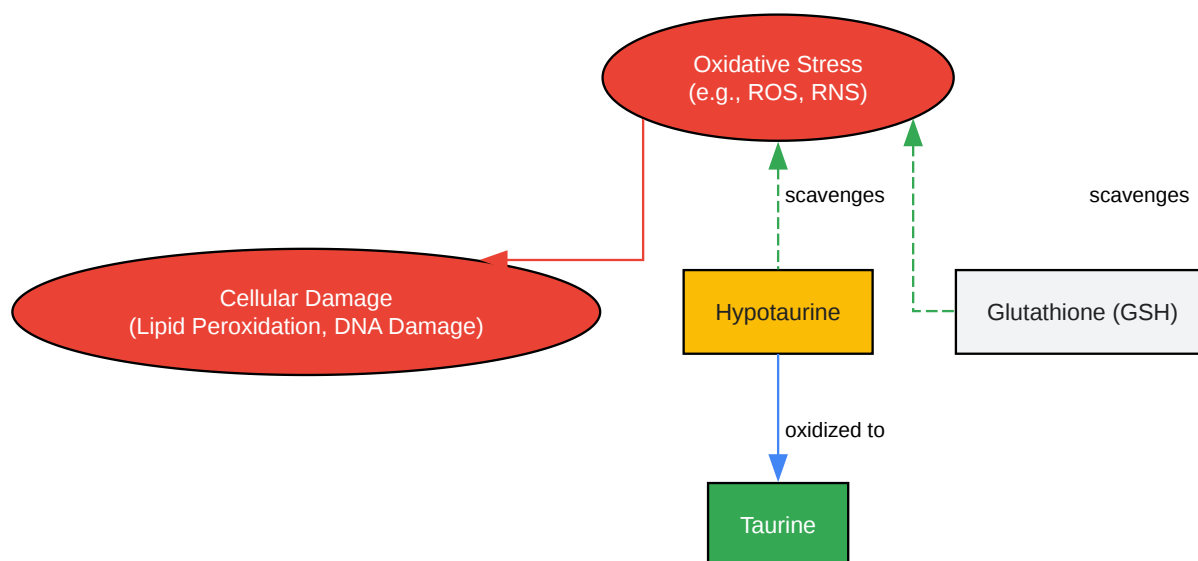 Oxidative Stress
(e.g., ROS, RNS)
scavenges
scavenges
Cellular Damage
(Lipid Peroxidation, DNA Damage)
Hypotaurine
Glutathione (GSH)
oxidized to
Taurine